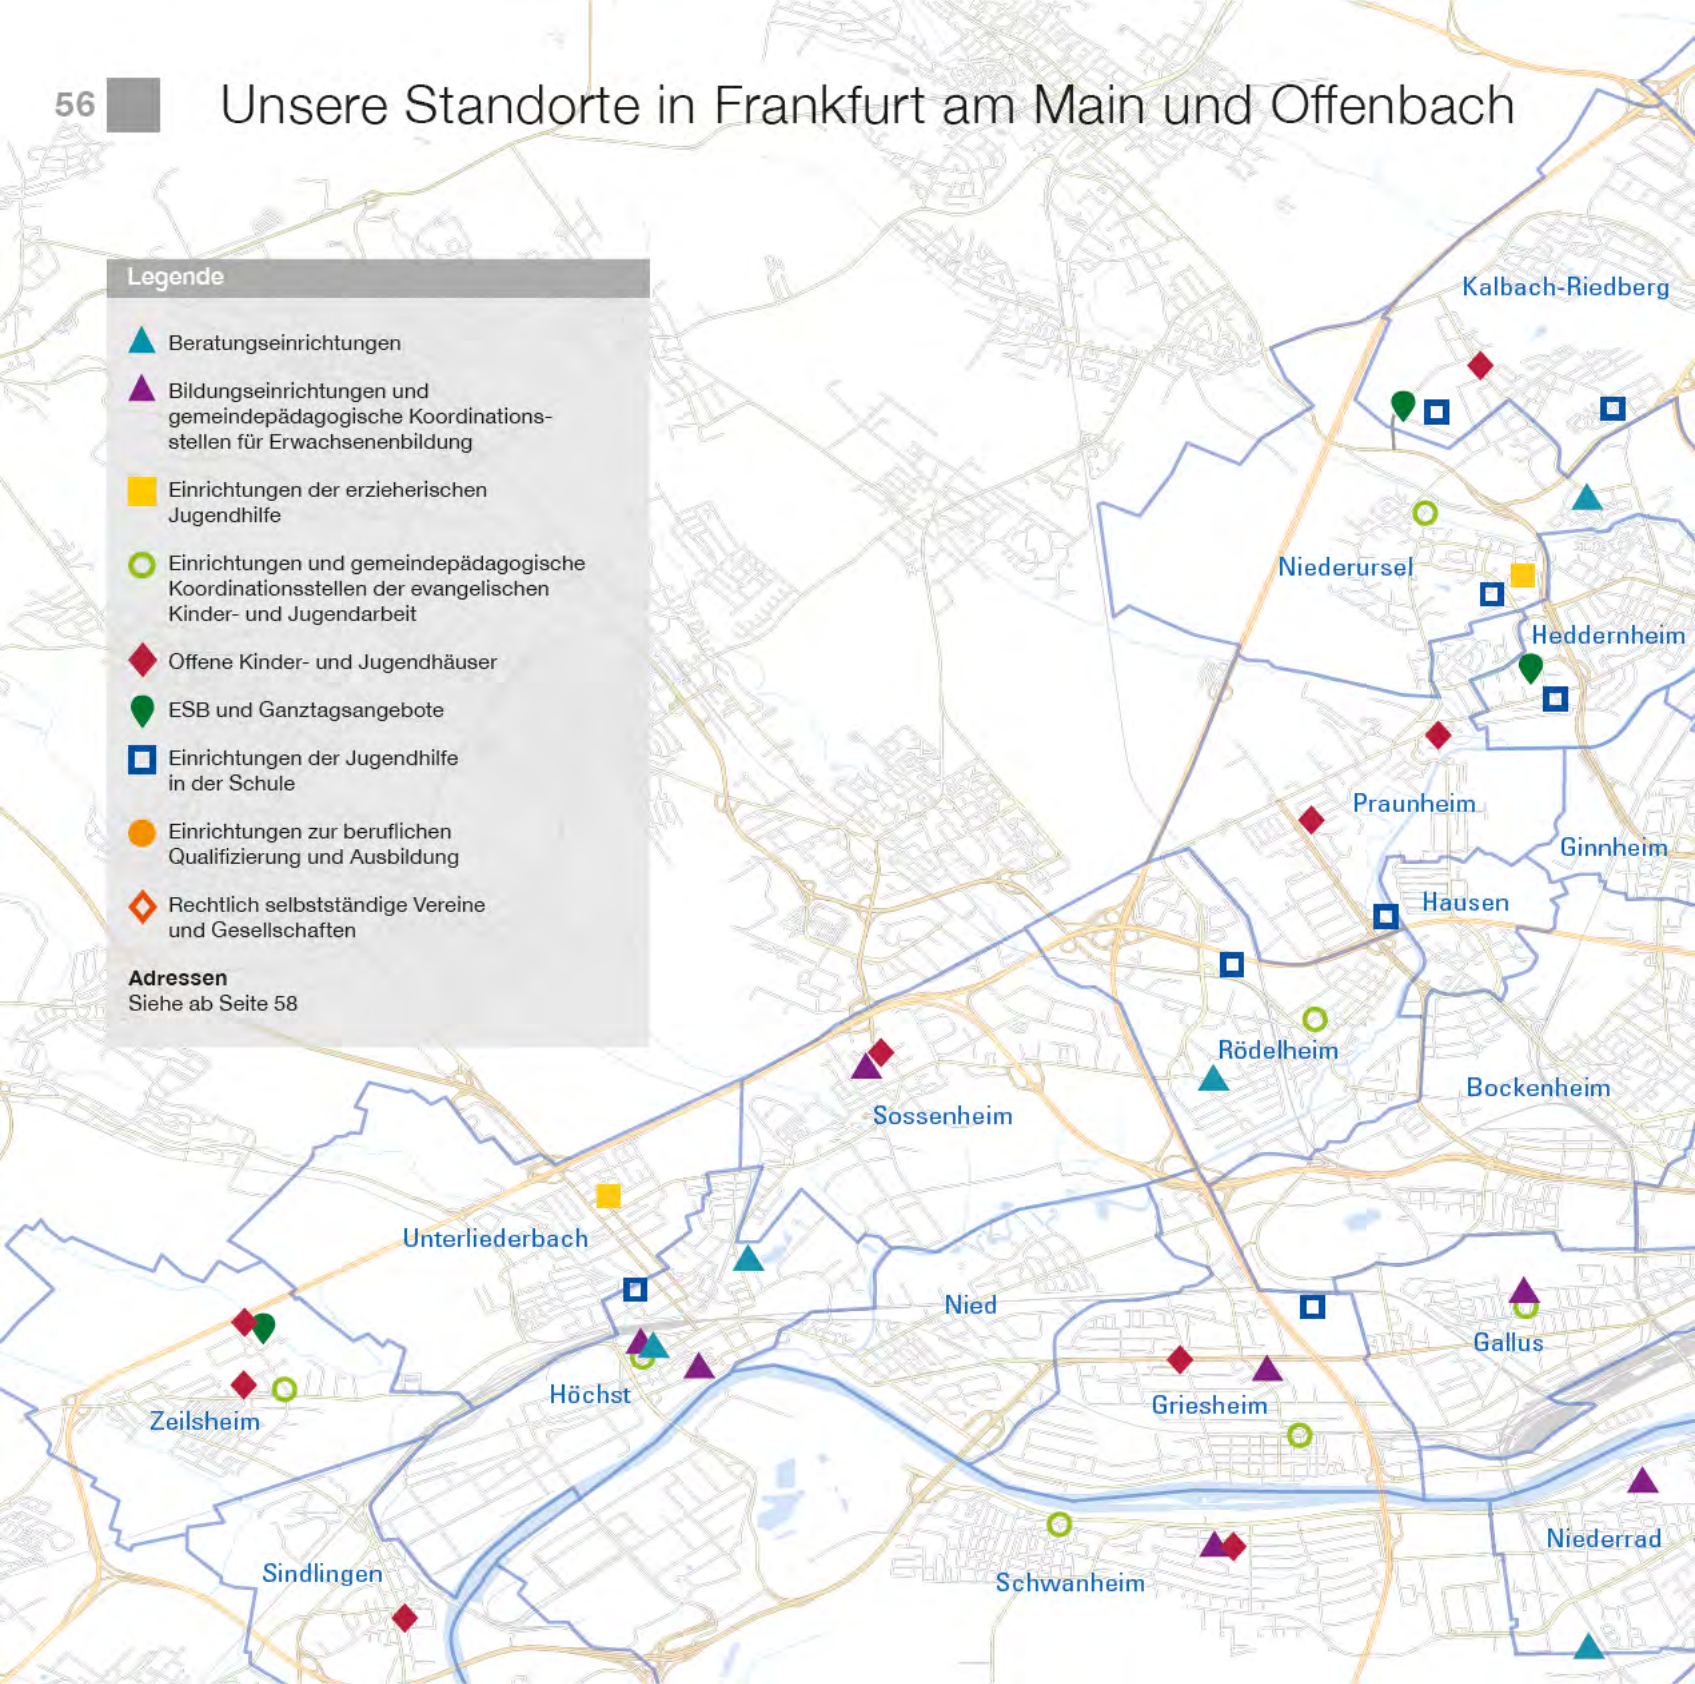 56
Unsere Standorte in Frankfurt am Main und Offenbach
Legende
Beratungseinrichtungen
Bildungseinrichtungen und
gemeindepädagogische Koordinations-
stellen für Erwachsenenbildung
Einrichtungen der erzieherischen
Jugendhilfe
Einrichtungen und gemeindepädagogische
Koordinationsstellen der evangelischen
Kinder- und Jugendarbeit
Offene Kinder- und Jugendhäuser
ESB und Ganztagsangebote
Einrichtungen der Jugendhilfe
in der Schule
Einrichtungen zur beruflichen
Qualifizierung und Ausbildung
Rechtlich selbstständige Vereine
und Gesellschaften
Adressen
Siehe ab Seite 58
Kalbach-Riedberg
Niederursel
Heddernheim
Praunheim
Ginnheim
Hausen
Rödelheim
Bockenheim
Sossenheim
Unterliederbach
Nied
Gallus
Höchst
Griesheim
Zeilsheim
Niederrad
Sindlingen
Schwanheim